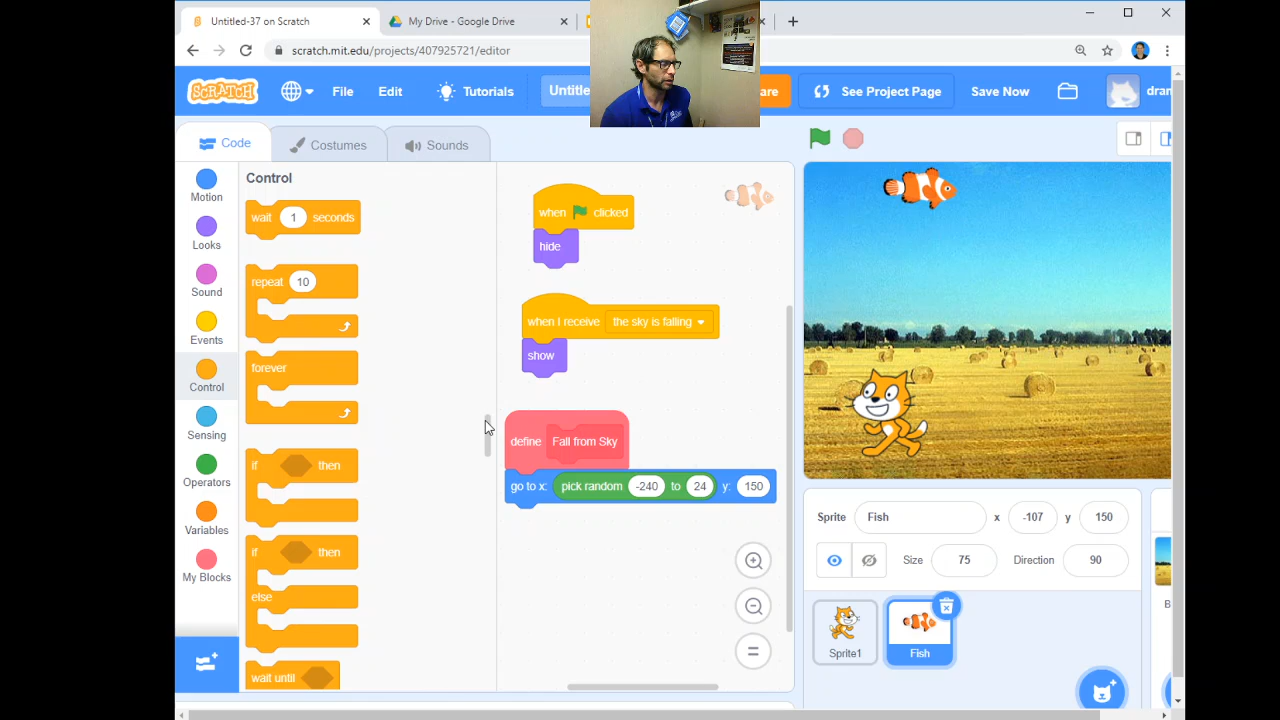 Untitled-37 on Scratch
My Drive - Google Drive
scratch.mit.edu/projects/407925721/editor
SCRATCH
File
Edit
Tutorials
Untitle
are
See Project Page
Save Now
dran
Code
Costumes
Sounds
Motion
Looks
Sound
Events
Control
Sensing
Operators
Variables
My Blocks
Control
wait 1 seconds
repeat 10
forever
if then
if then
else
wait until
when clicked
hide
when I receive the sky is falling
show
define Fall from Sky
go to x: pick random -240 to 24 y: 150
Sprite Fish x -107 y 150
Size 75 Direction 90
Sprite1
Fish
B